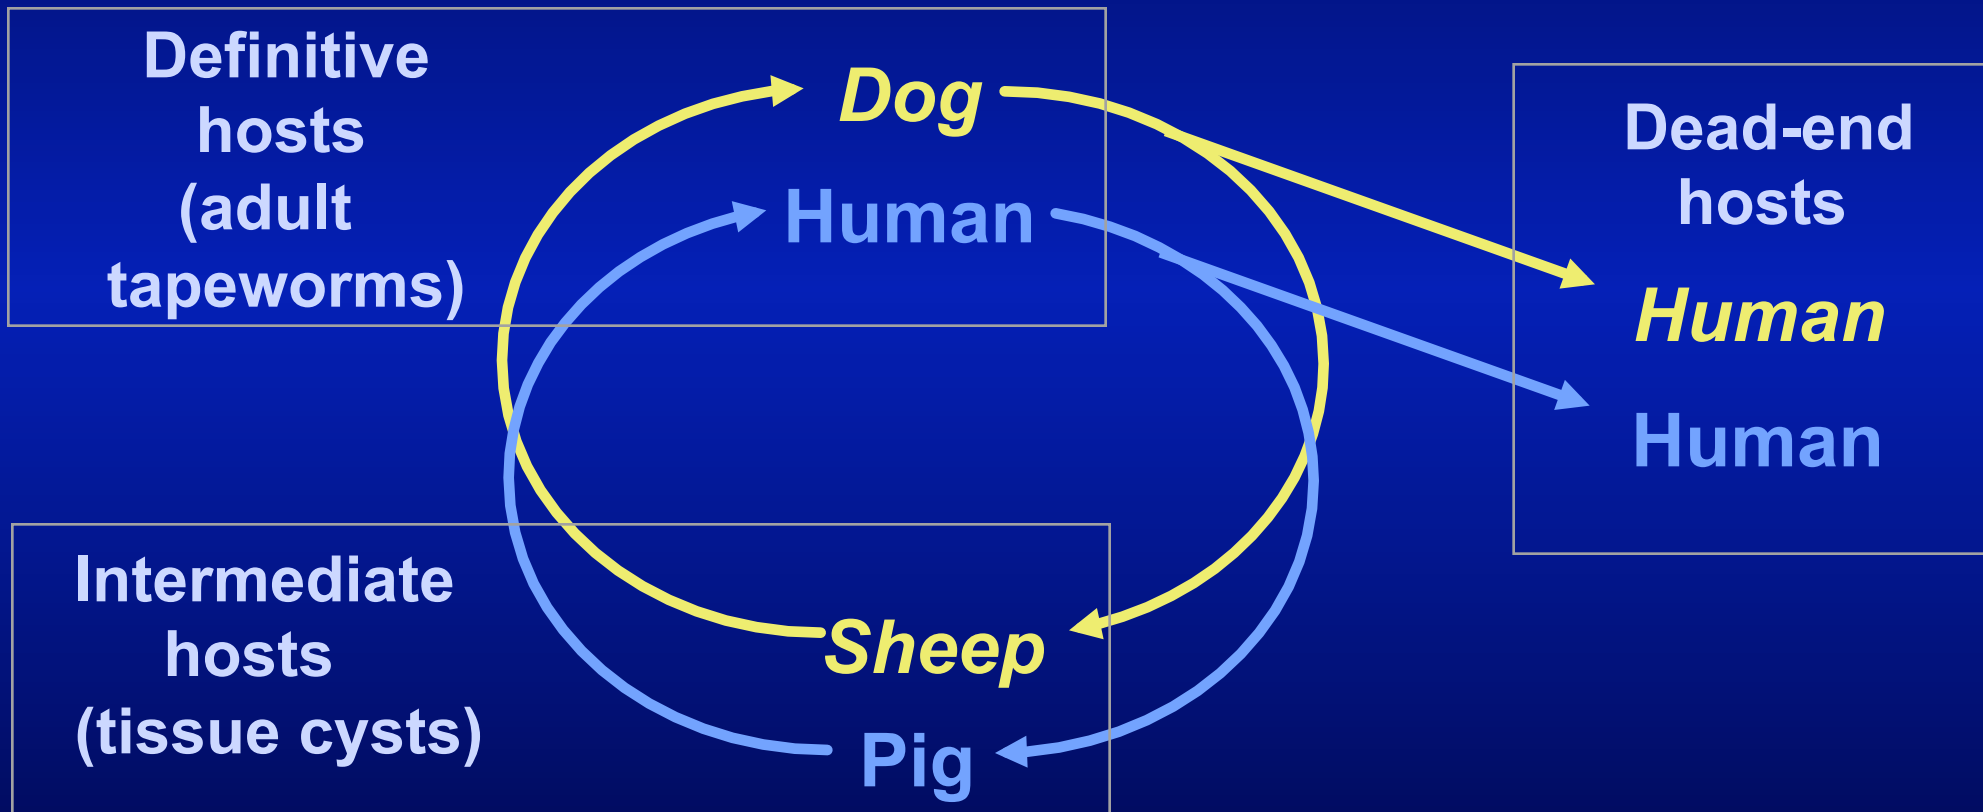 Definitive
hosts
(adult
tapeworms)
Dog
Human
Dead-end
hosts
Human
Human
Intermediate
hosts
(tissue cysts)
Sheep
Pig